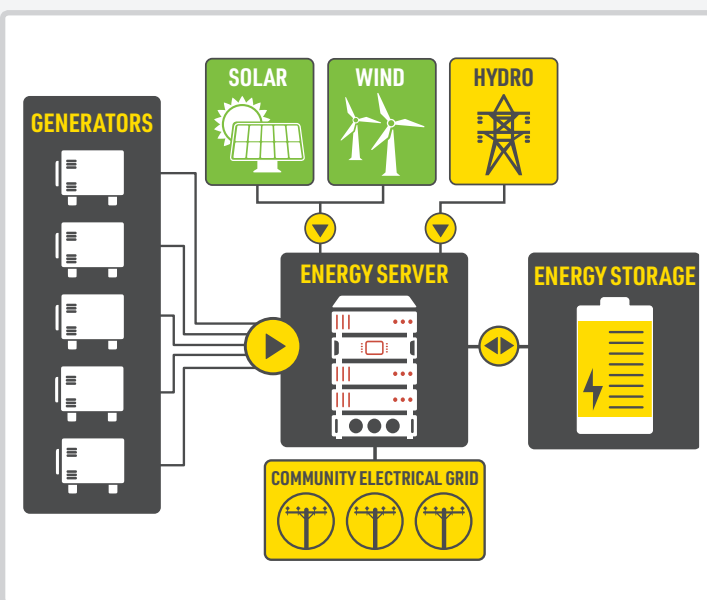 SOLAR
WIND
HYDRO
GENERATORS
ENERGY SERVER
ENERGY STORAGE
COMMUNITY ELECTRICAL GRID